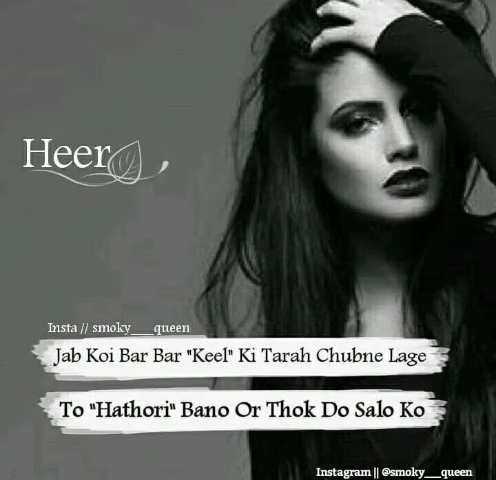 Heer
Insta // smoky___queen
Jab Koi Bar Bar "Keel" Ki Tarah Chubne Lage
To "Hathori" Bano Or Thok Do Salo Ko
Instagram || @smoky___queen